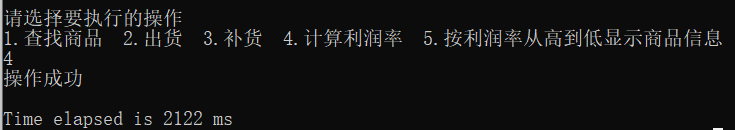 请选择要执行的操作
1.查找商品  2.出货  3.补货  4.计算利润率  5.按利润率从高到低显示商品信息
4
操作成功
Time elapsed is 2122 ms